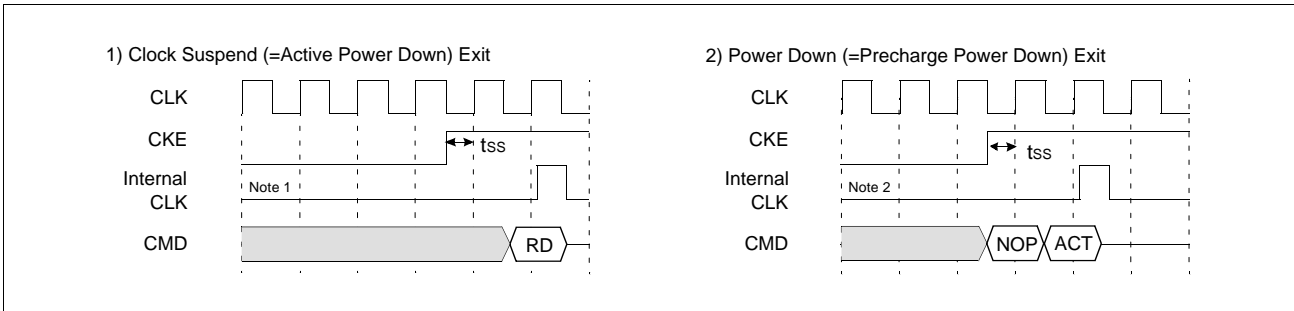 1) Clock Suspend (=Active Power Down) Exit
CLK
CKE
tss
Internal
CLK
Note 1
CMD
RD
2) Power Down (=Precharge Power Down) Exit
CLK
CKE
tss
Internal
CLK
Note 2
CMD
NOP
ACT